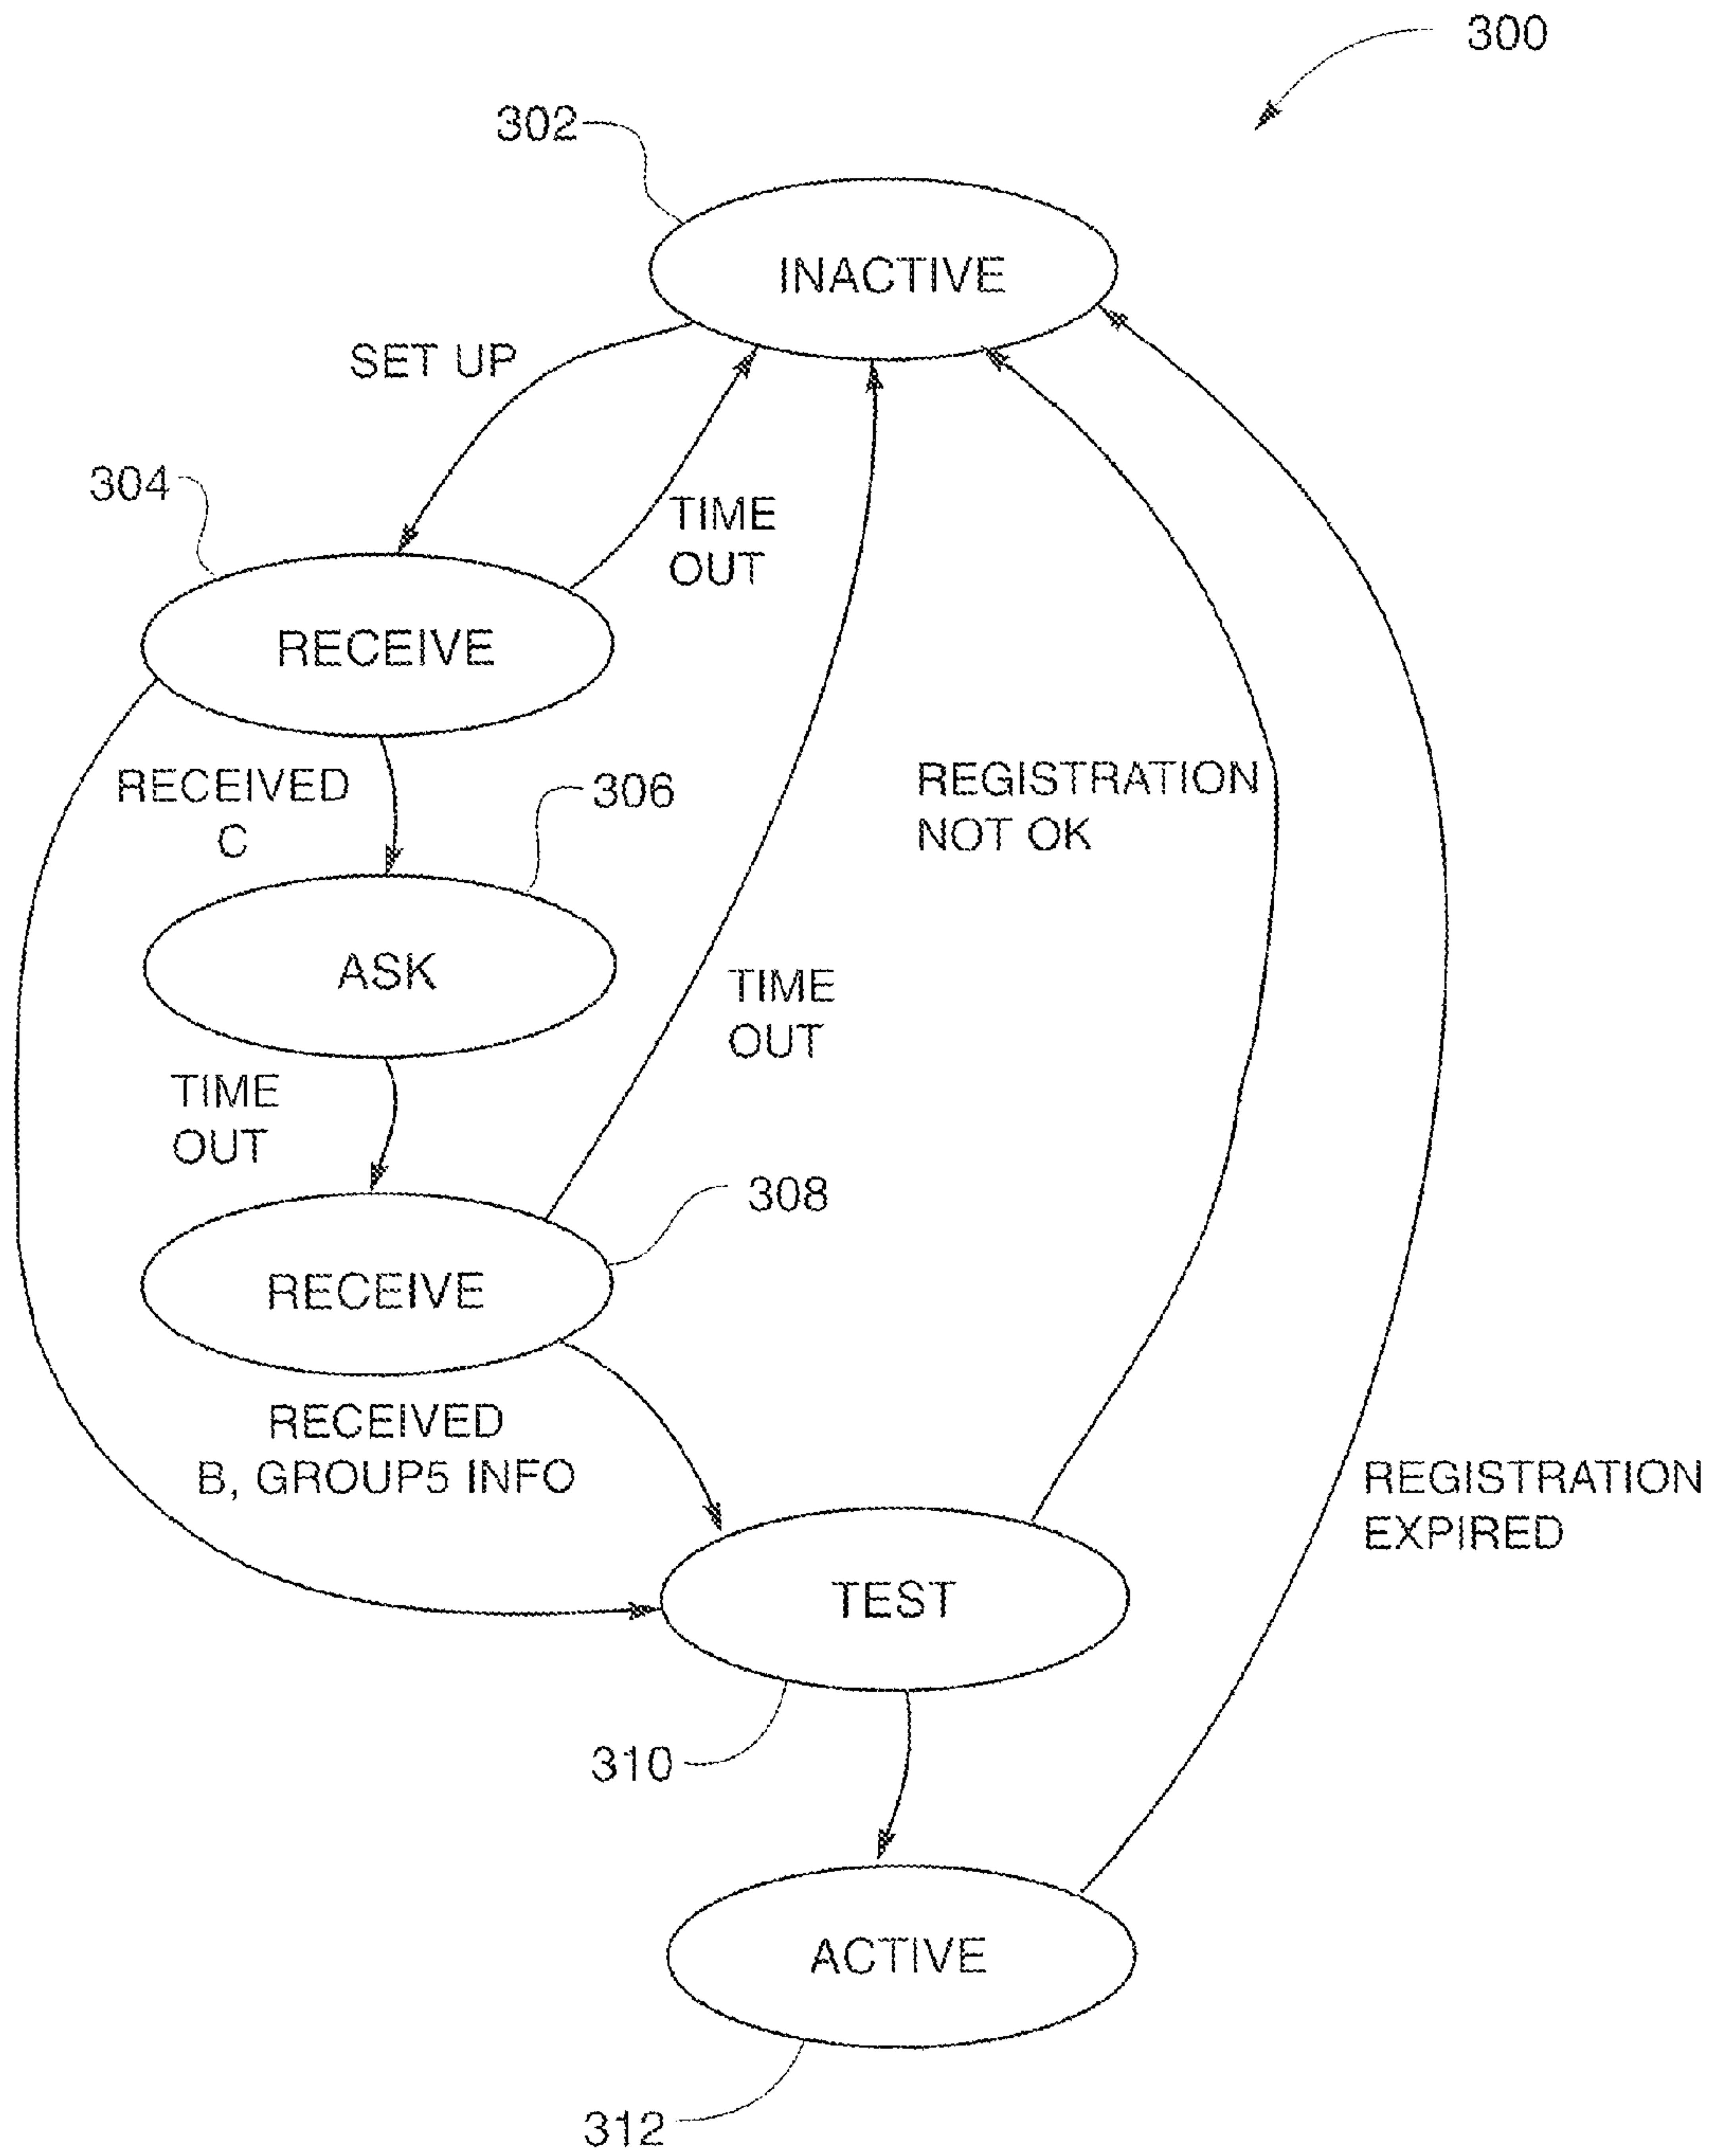 300
302
INACTIVE
SET UP
304
TIME
OUT
RECEIVE
RECEIVED
C
306
REGISTRATION
NOT OK
ASK
TIME
OUT
TIME
OUT
308
RECEIVE
RECEIVED
B, GROUP5 INFO
REGISTRATION
EXPIRED
TEST
310
ACTIVE
312